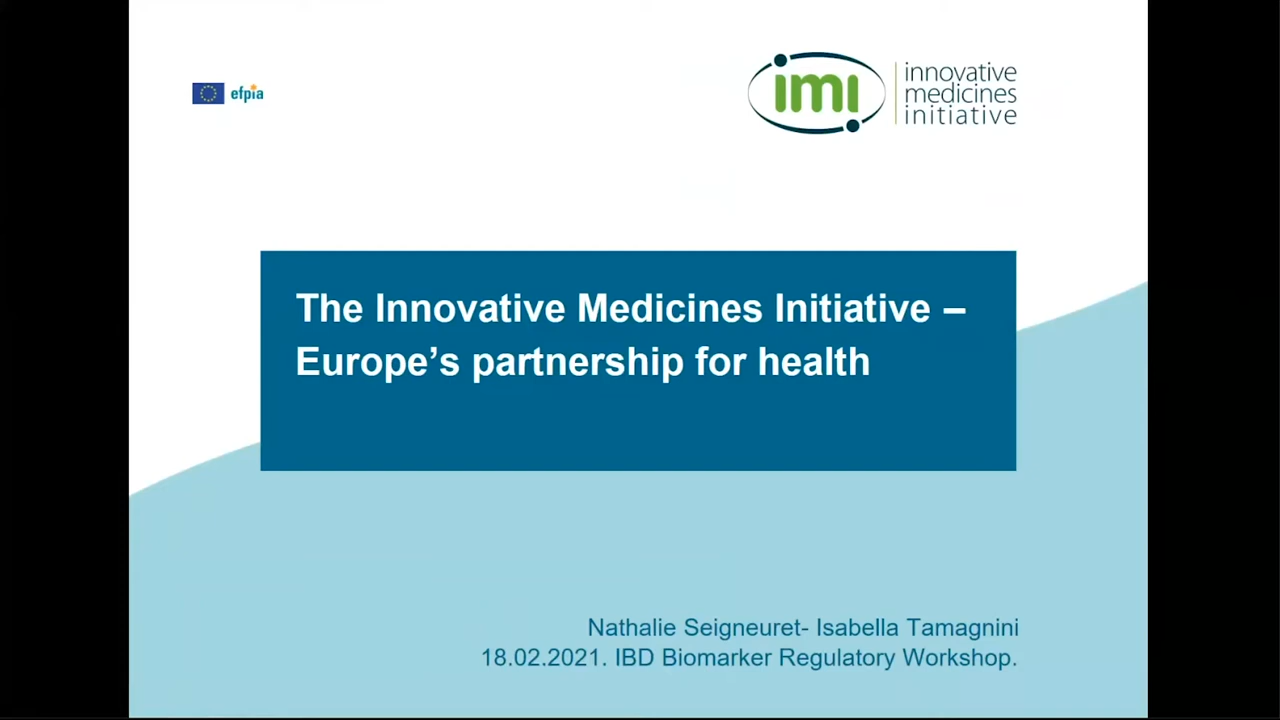 efpia
imi
innovative
medicines
initiative
The Innovative Medicines Initiative –
Europe's partnership for health
Nathalie Seigneuret- Isabella Tamagnini
18.02.2021. IBD Biomarker Regulatory Workshop.